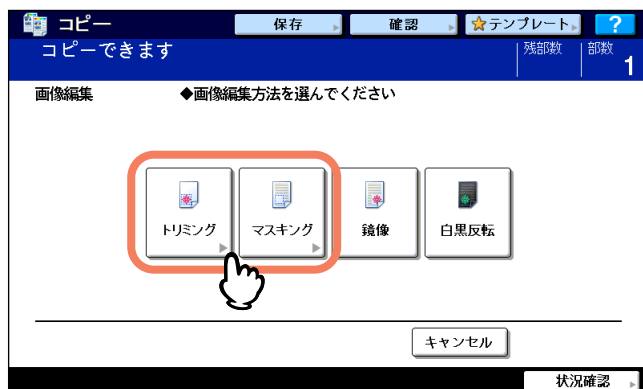 コピー 保存 確認 ☆テンプレート ?
コピーできます 残部数 部数 1
画像編集 ◆画像編集方法を選んでください
トリミング マスキング 鏡像 白黒反転
キャンセル
状況確認